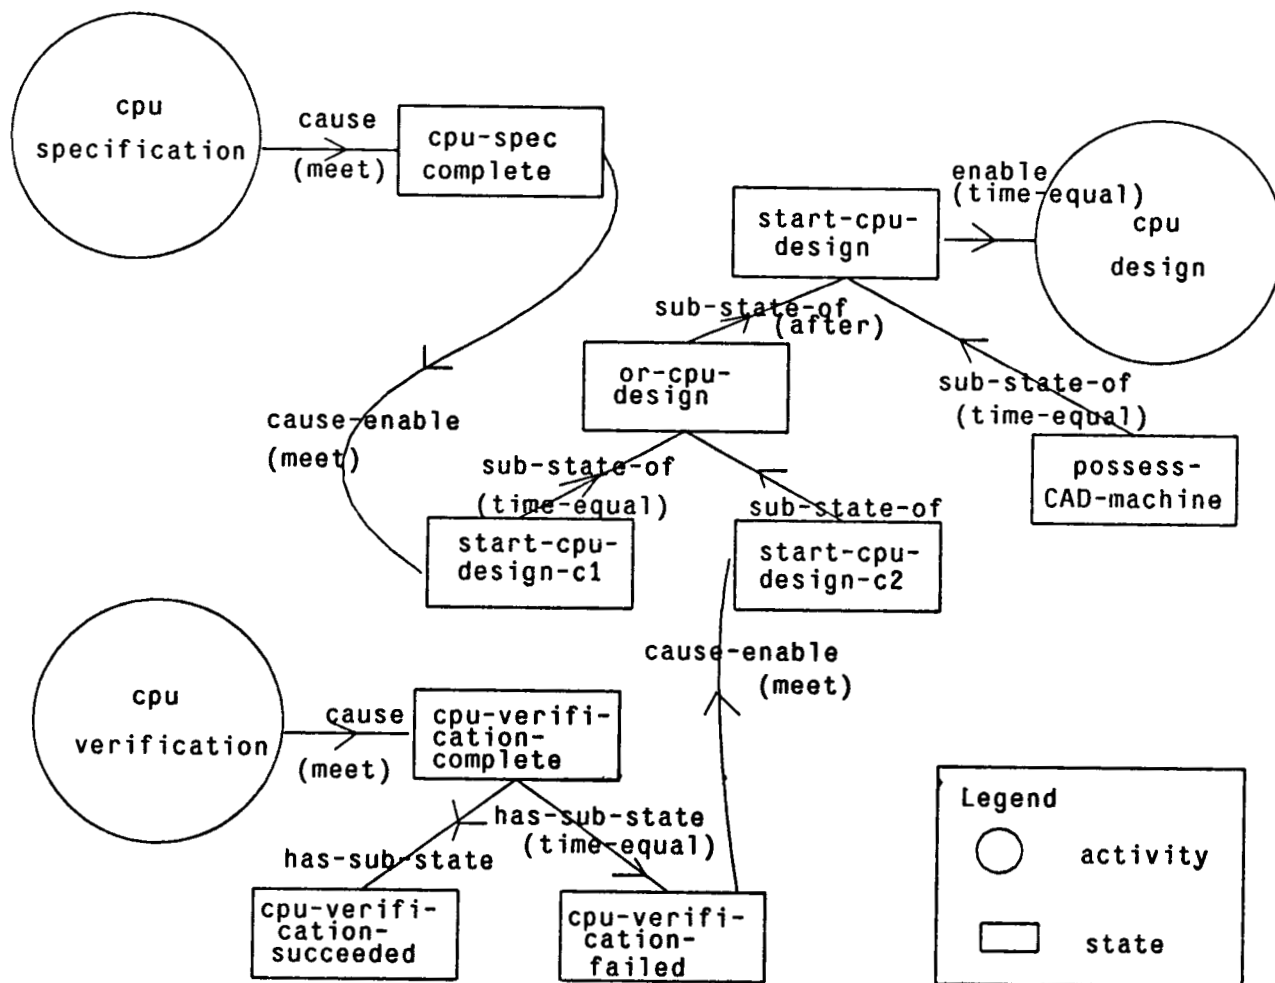 cpu
specification
cause
(meet)
cpu-spec
complete
enable
(time-equal)
cpu
design
start-cpu-
design
sub-state-of
(after)
or-cpu-
design
sub-state-of
(time-equal)
possess-
CAD-machine
cause-enable
(meet)
sub-state-of
(time-equal)
sub-state-of
start-cpu-
design-c1
start-cpu-
design-c2
cause-enable
(meet)
cpu
verification
cause
(meet)
cpu-verifi-
cation-
complete
has-sub-state
has-sub-state
(time-equal)
cpu-verifi-
cation-
succeeded
cpu-verifi-
cation-
failed
Legend
activity
state